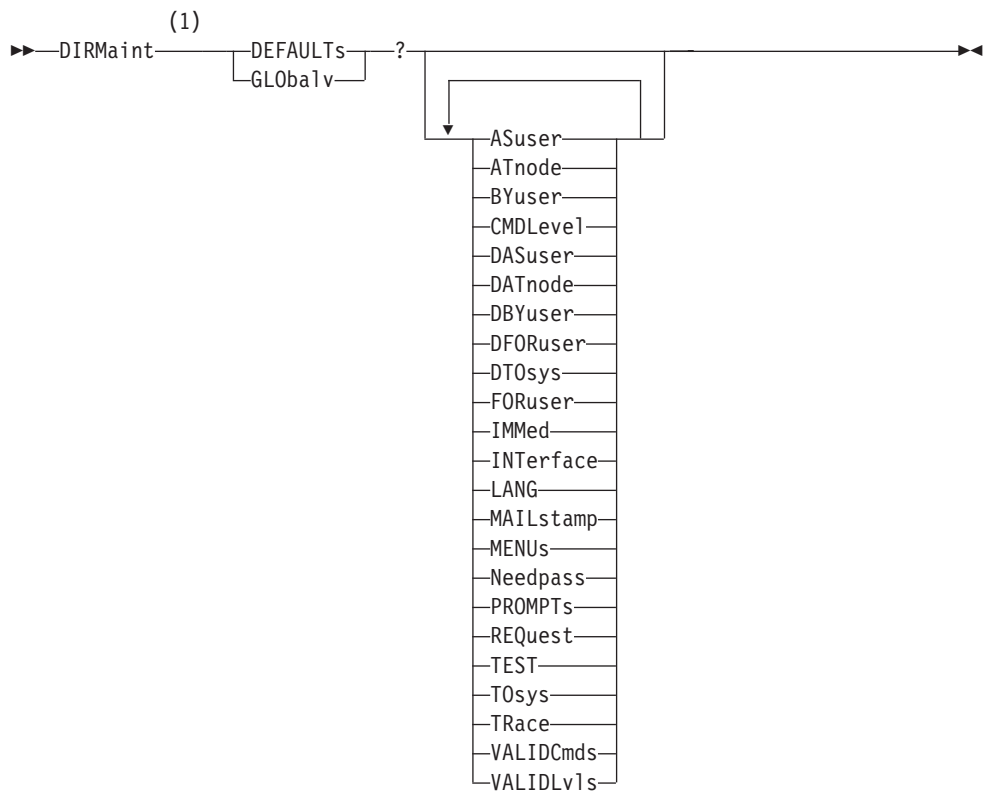 (1)
DIRMaint DEFAULTs ?
GLObalv
ASuser
ATnode
BYuser
CMDLevel
DASuser
DATnode
DBYuser
DFORuser
DTOsys
FORuser
IMMed
INTerface
LANG
MAILstamp
MENUs
Needpass
PROMPTs
REQuest
TEST
TOsys
TRace
VALIDCmds
VALIDLvls